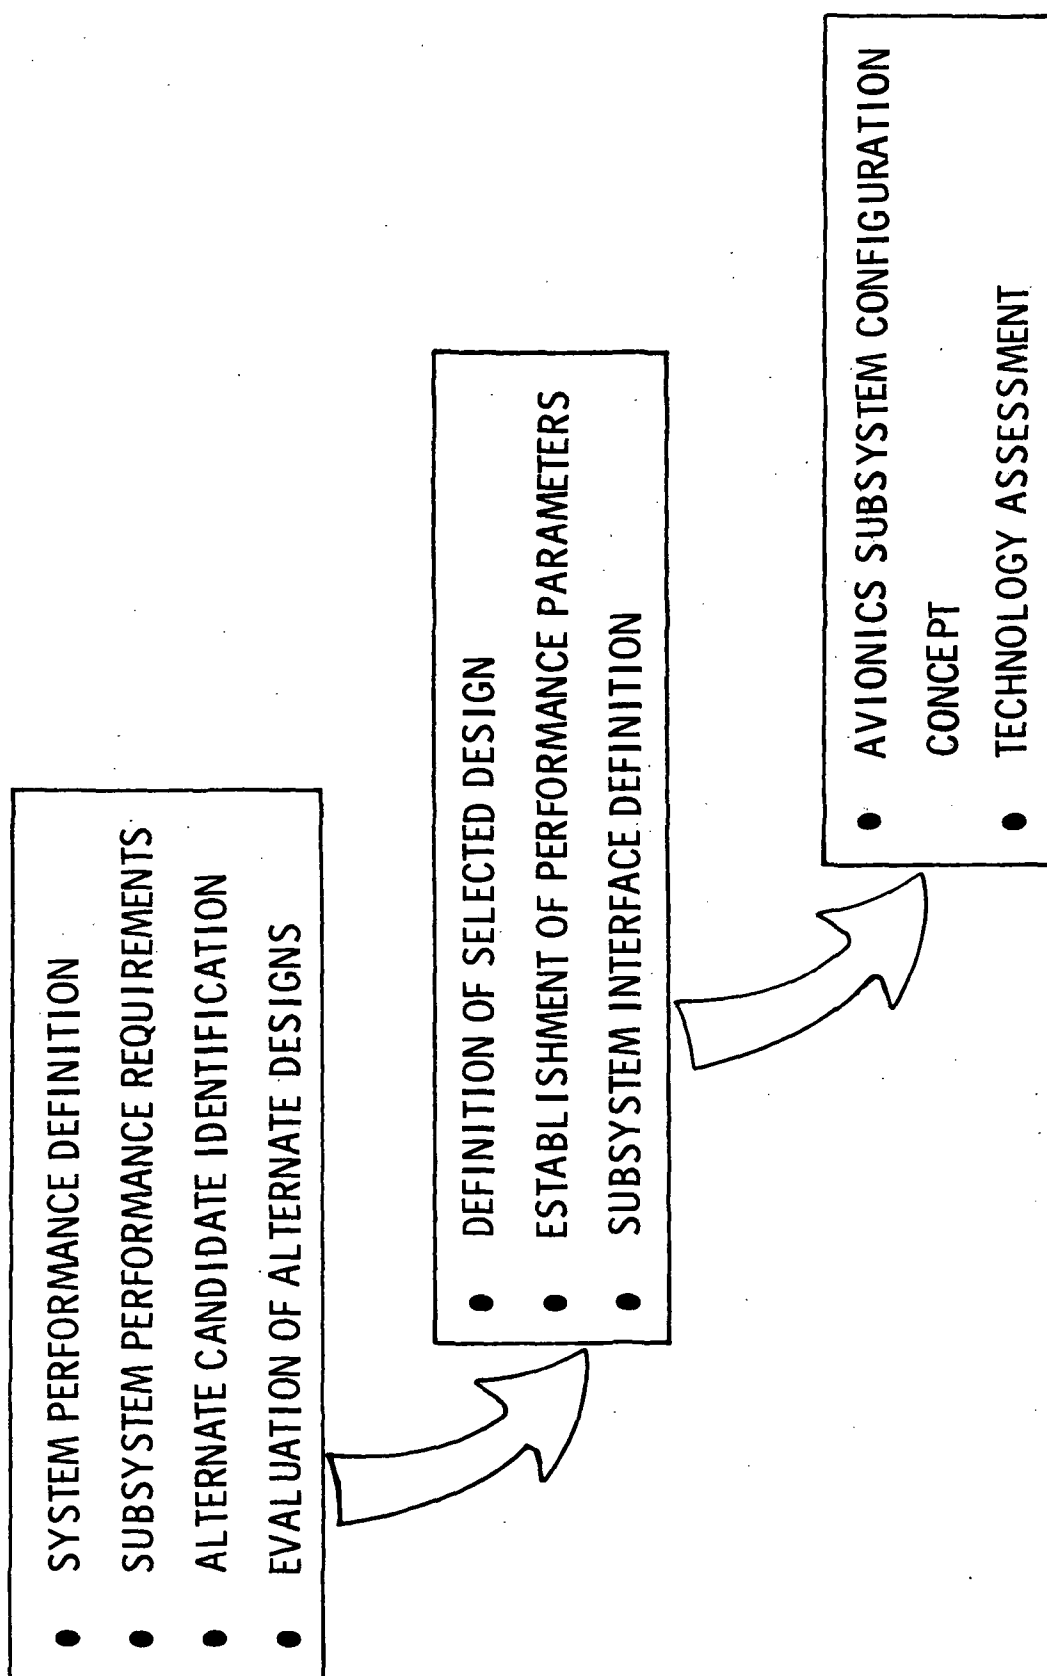 ● SYSTEM PERFORMANCE DEFINITION
● SUBSYSTEM PERFORMANCE REQUIREMENTS
● ALTERNATE CANDIDATE IDENTIFICATION
● EVALUATION OF ALTERNATE DESIGNS
● DEFINITION OF SELECTED DESIGN
● ESTABLISHMENT OF PERFORMANCE PARAMETERS
● SUBSYSTEM INTERFACE DEFINITION
● AVIONICS SUBSYSTEM CONFIGURATION
CONCEPT
● TECHNOLOGY ASSESSMENT